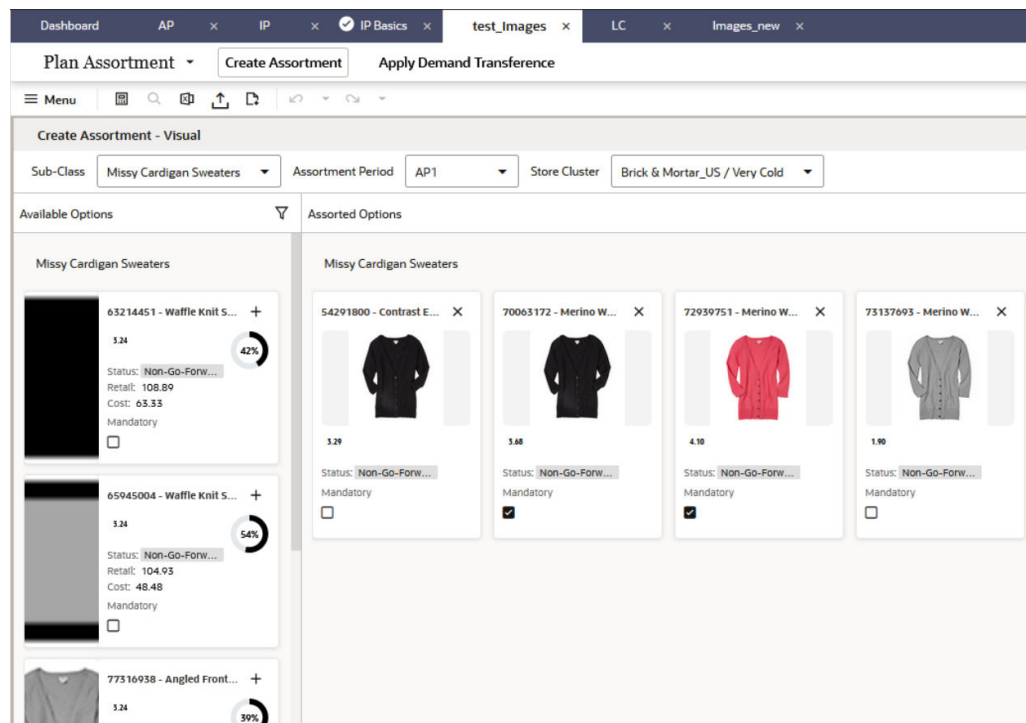 Dashboard AP × IP × IP Basics × test_Images × LC × Images_new ×
Plan Assortment Create Assortment Apply Demand Transference
Menu
Create Assortment - Visual
Sub-Class Missy Cardigan Sweaters Assortment Period AP1 Store Cluster Brick & Mortar_US / Very Cold
Available Options
Assorted Options
Missy Cardigan Sweaters
63214451 - Waffle Knit S... +
3.24
42%
Status: Non-Go-Forw...
Retail: 108.89
Cost: 63.33
Mandatory
65945004 - Waffle Knit S... +
3.24
54%
Status: Non-Go-Forw...
Retail: 104.93
Cost: 48.48
Mandatory
77316938 - Angled Front... +
3.24
39%
Missy Cardigan Sweaters
54291800 - Contrast E... ×
3.29
Status: Non-Go-Forw...
Mandatory
70063172 - Merino W... ×
3.68
Status: Non-Go-Forw...
Mandatory
72939751 - Merino W... ×
4.10
Status: Non-Go-Forw...
Mandatory
73137693 - Merino W... ×
1.90
Status: Non-Go-Forw...
Mandatory